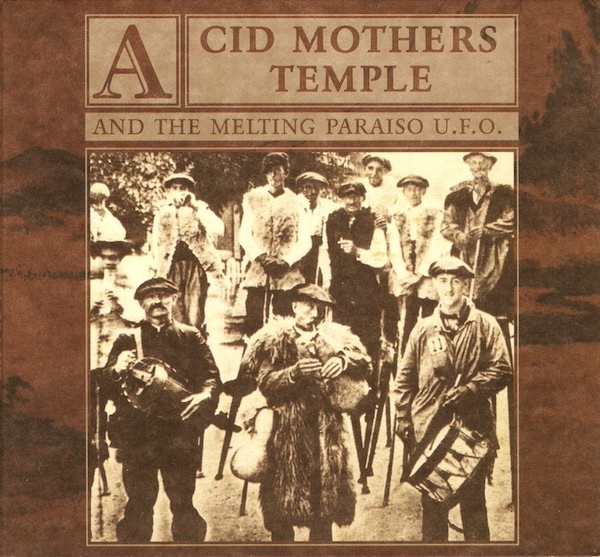 ACID MOTHERS
TEMPLE
AND THE MELTING PARAISO U.F.O.